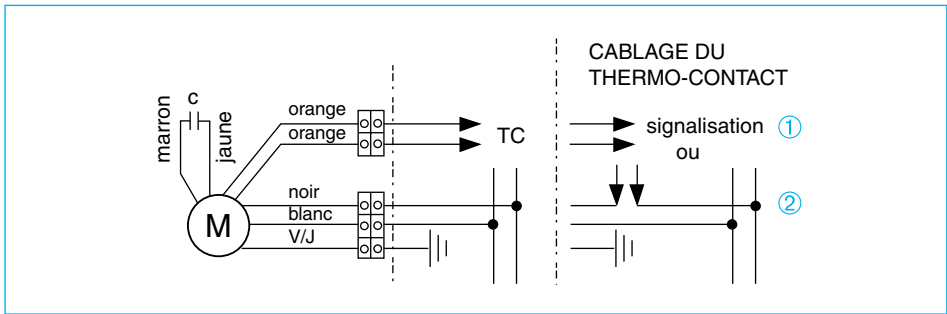 CABLAGE DU
THERMO-CONTACT
marron
c
jaune
orange
orange
TC
signalisation ①
ou
noir
②
blanc
M
V/J